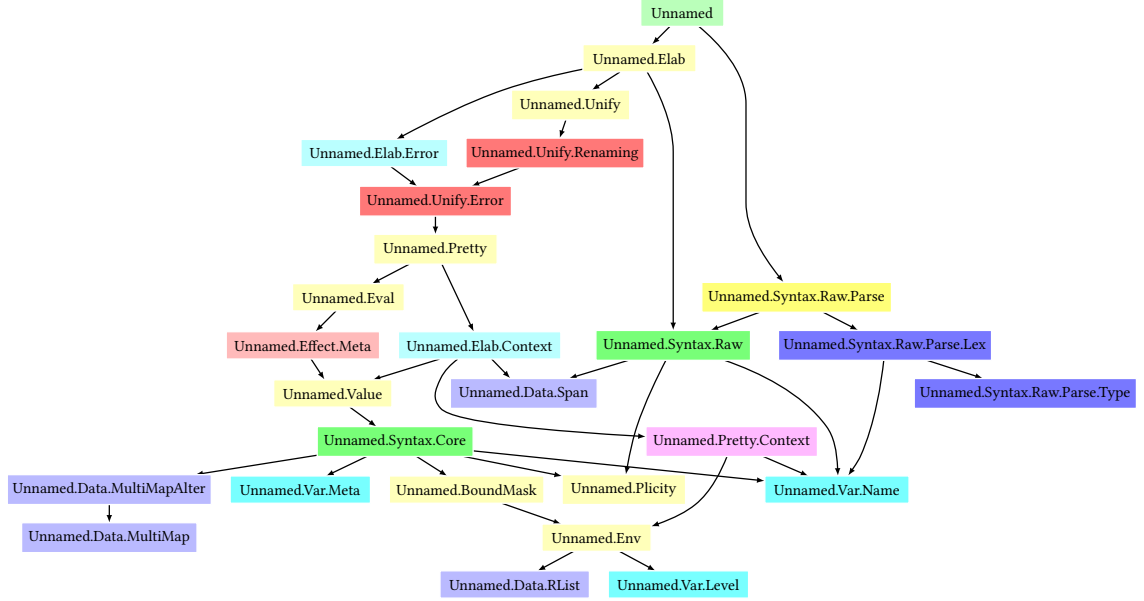 Unnamed
Unnamed.Elab
Unnamed.Unify
Unnamed.Elab.Error
Unnamed.Unify.Renaming
Unnamed.Unify.Error
Unnamed.Pretty
Unnamed.Eval
Unnamed.Syntax.Raw.Parse
Unnamed.Effect.Meta
Unnamed.Elab.Context
Unnamed.Syntax.Raw
Unnamed.Syntax.Raw.Parse.Lex
Unnamed.Value
Unnamed.Data.Span
Unnamed.Syntax.Raw.Parse.Type
Unnamed.Syntax.Core
Unnamed.Pretty.Context
Unnamed.Data.MultiMapAlter
Unnamed.Var.Meta
Unnamed.BoundMask
Unnamed.Plicity
Unnamed.Var.Name
Unnamed.Data.MultiMap
Unnamed.Env
Unnamed.Data.RList
Unnamed.Var.Level